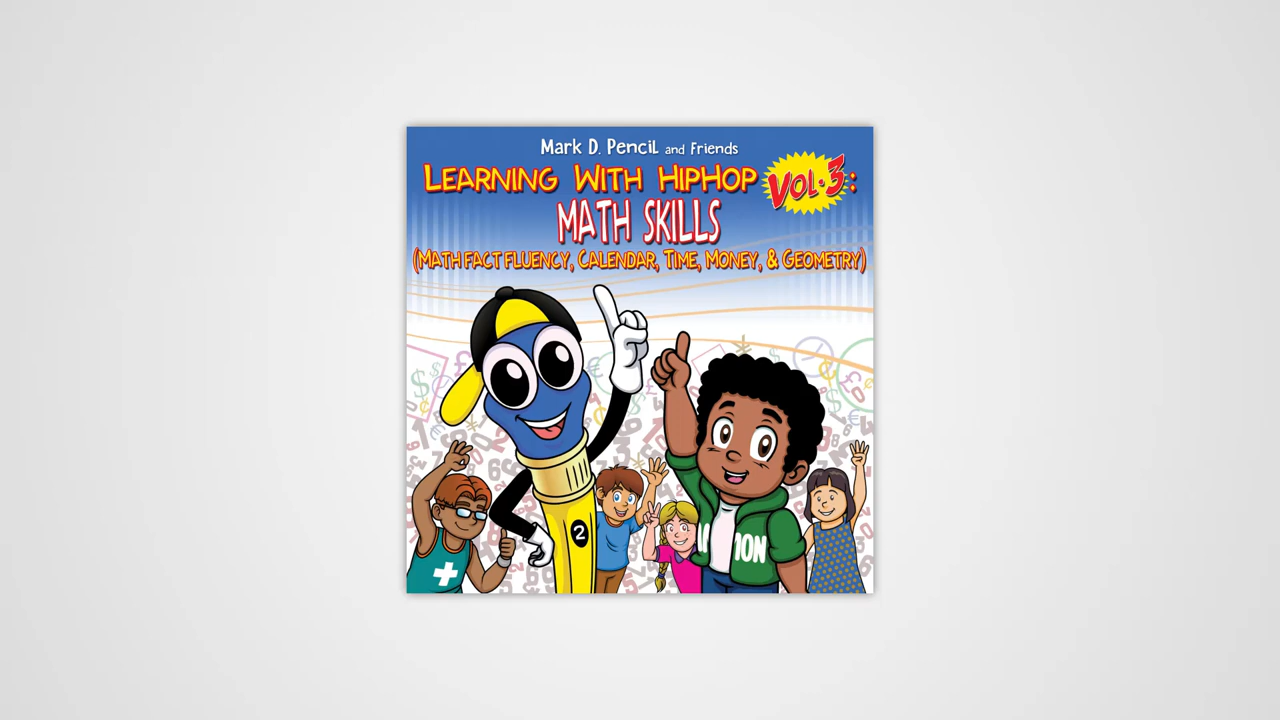 Mark D. Pencil and Friends
Learning With HipHop Vol. 3:
Math Skills
(Math Fact Fluency, Calendar, Time, Money, & Geometry)
2